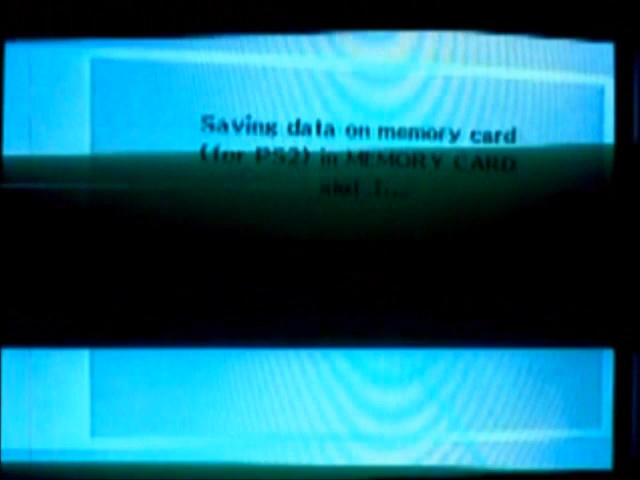 Saving data on memory card
(for PS2) in MEMORY CARD
slot 1...